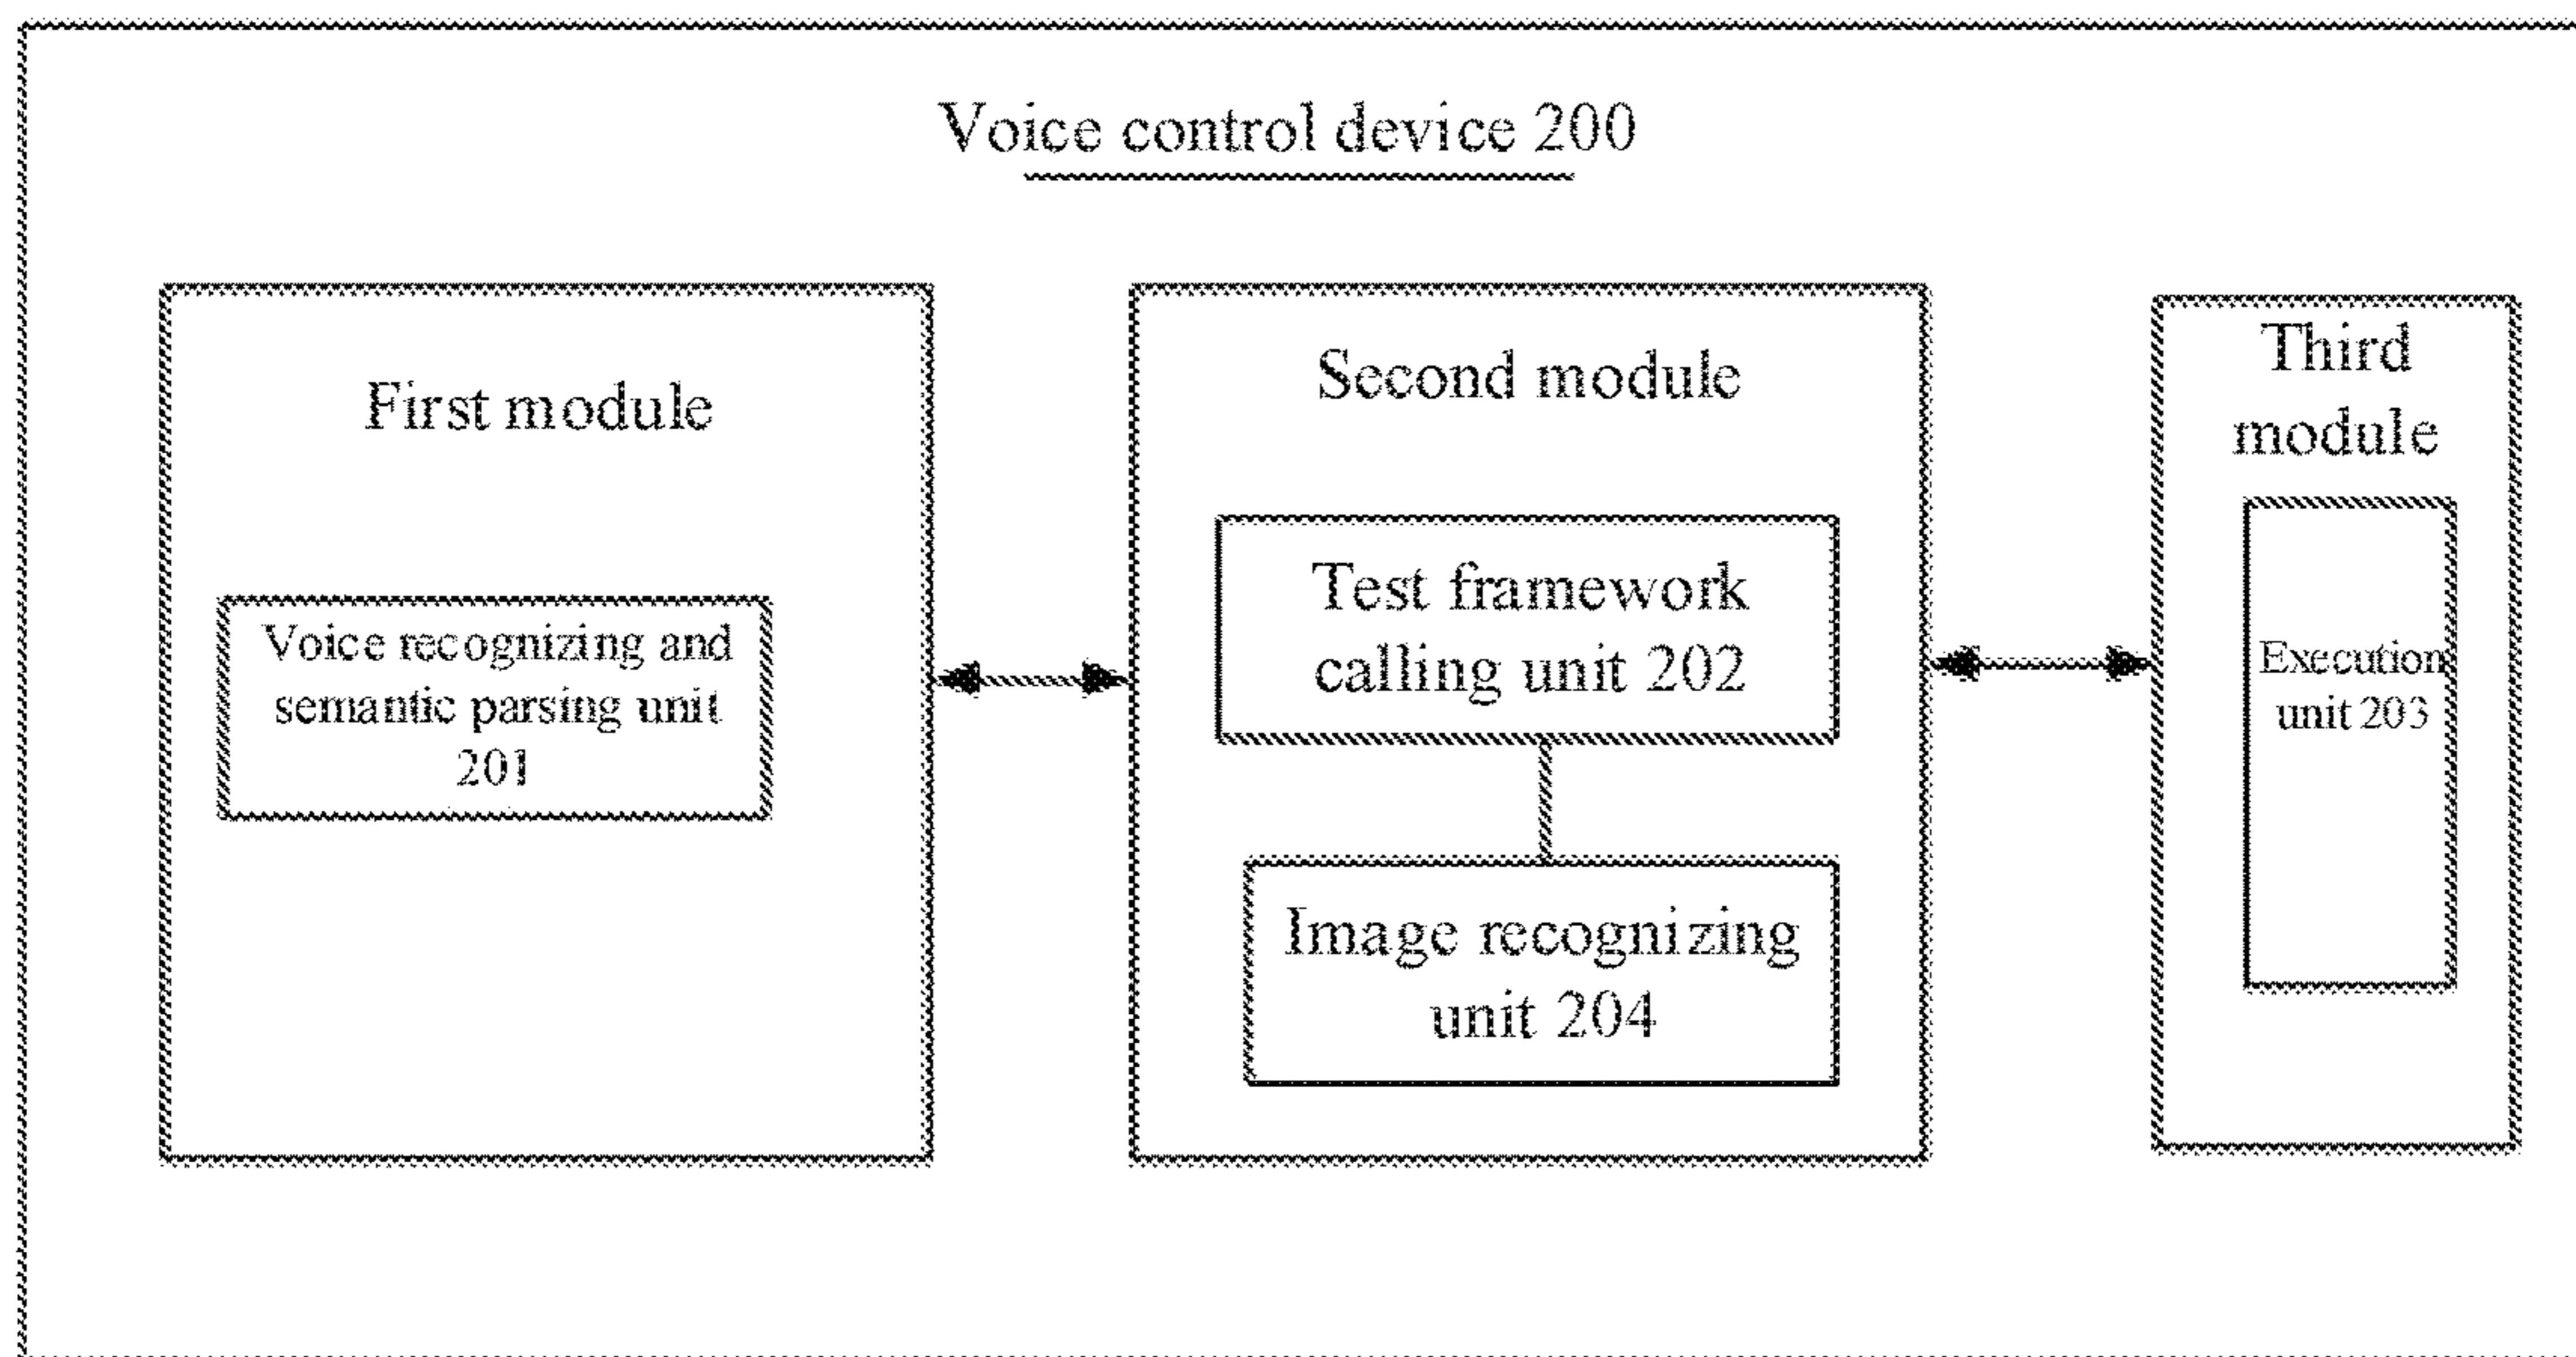 Voice control device 200
First module
Voice recognizing and
semantic parsing unit
201
Second module
Test framework
calling unit 202
Image recognizing
unit 204
Third
module
Execution
unit 203